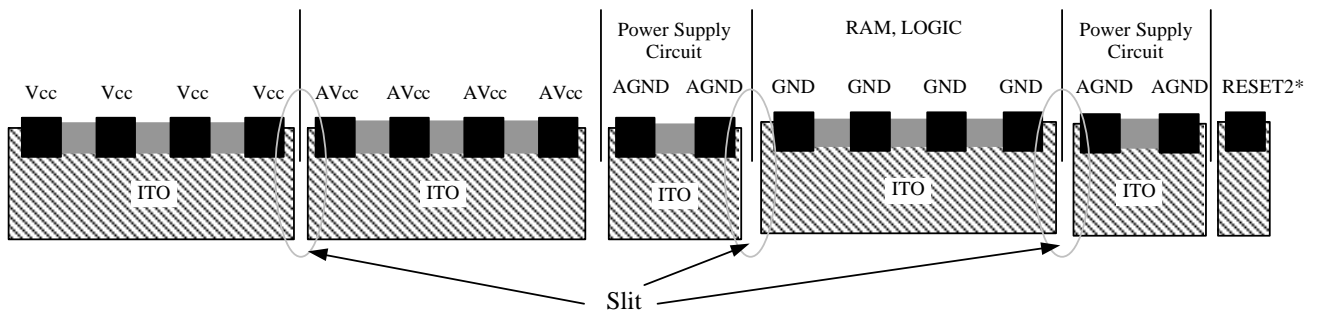 Power Supply
Circuit
RAM, LOGIC
Power Supply
Circuit
Vcc Vcc Vcc Vcc AVcc AVcc AVcc AVcc AGND AGND GND GND GND GND AGND AGND RESET2*
ITO ITO ITO ITO ITO
Slit